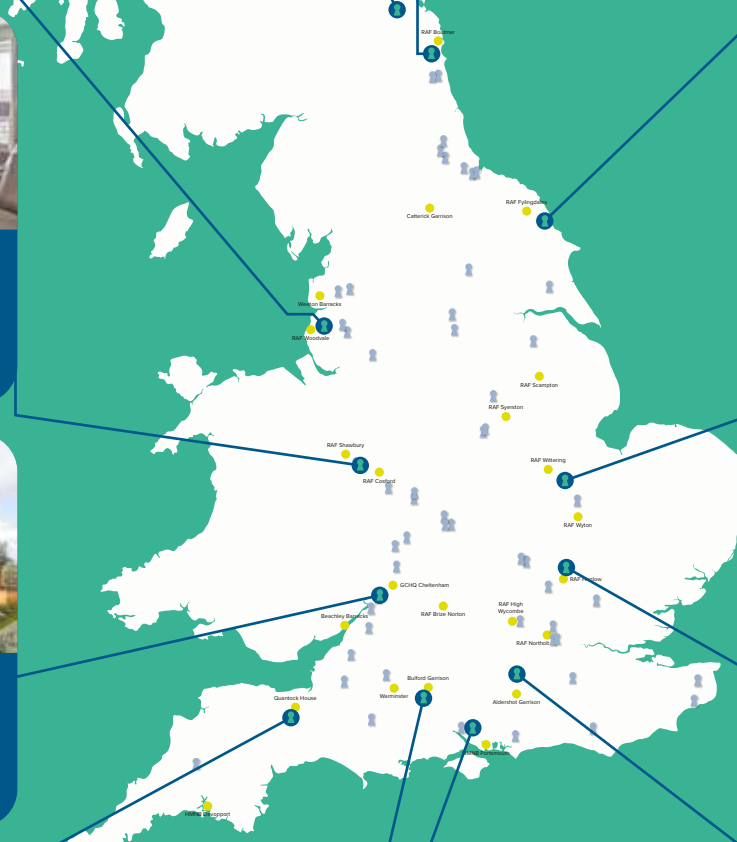 RAF Boulmer
RAF Fylingdales
Catterick Garrison
Weeton Barracks
RAF Woodvale
RAF Scampton
RAF Syerston
RAF Shawbury
RAF Cosford
RAF Wittering
RAF Wyton
RAF Henlow
GCHQ Cheltenham
RAF Brize Norton
RAF High
Wycombe
Beachley Barracks
RAF Northolt
Bulford Garrison
Warminster
Aldershot Garrison
Quantock House
HMNB Portsmouth
HMNB Devonport